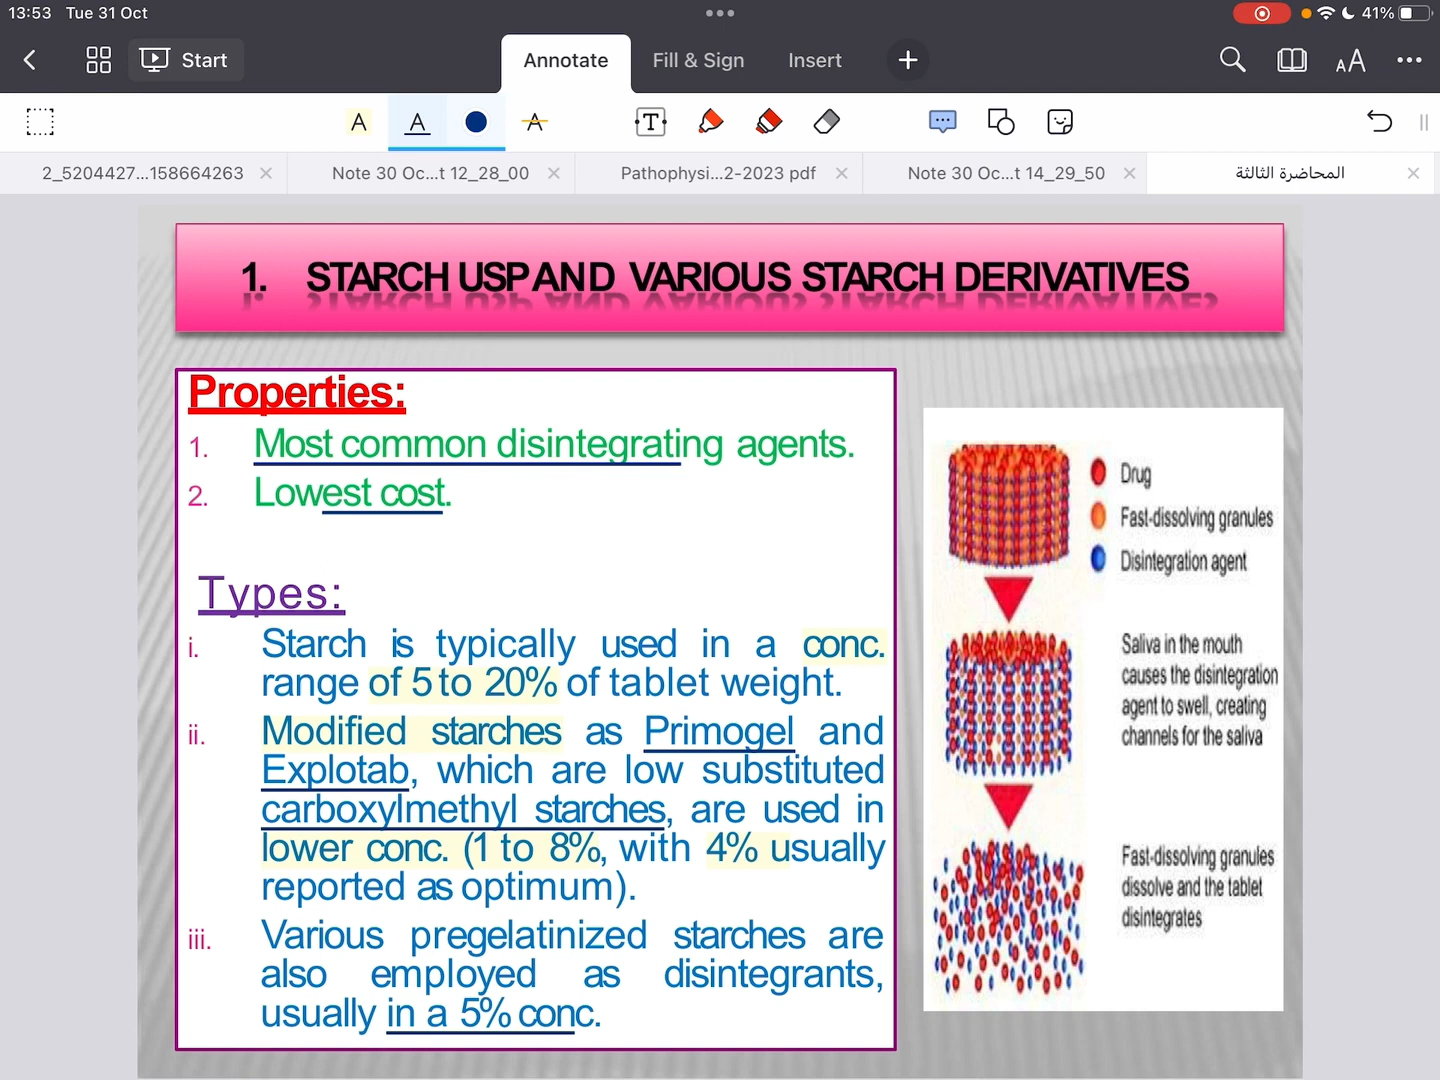 13:53 Tue 31 Oct
41%
Start
Annotate
Fill & Sign
Insert
A A A
T
AA
2_5204427...158664263
Note 30 Oc...t 12_28_00
Pathophysi...2-2023 pdf
Note 30 Oc...t 14_29_50
المحاضرة الثالثة
1. STARCH USP AND VARIOUS STARCH DERIVATIVES
Properties:
1. Most common disintegrating agents.
2. Lowest cost.
Types:
i. Starch is typically used in a conc.
range of 5 to 20% of tablet weight.
ii. Modified starches as Primogel and
Explotab, which are low substituted
carboxylmethyl starches, are used in
lower conc. (1 to 8%, with 4% usually
reported as optimum).
iii. Various pregelatinized starches are
also employed as disintegrants,
usually in a 5% conc.
Drug
Fast-dissolving granules
Disintegration agent
Saliva in the mouth
causes the disintegration
agent to swell, creating
channels for the saliva
Fast-dissolving granules
dissolve and the tablet
disintegrates